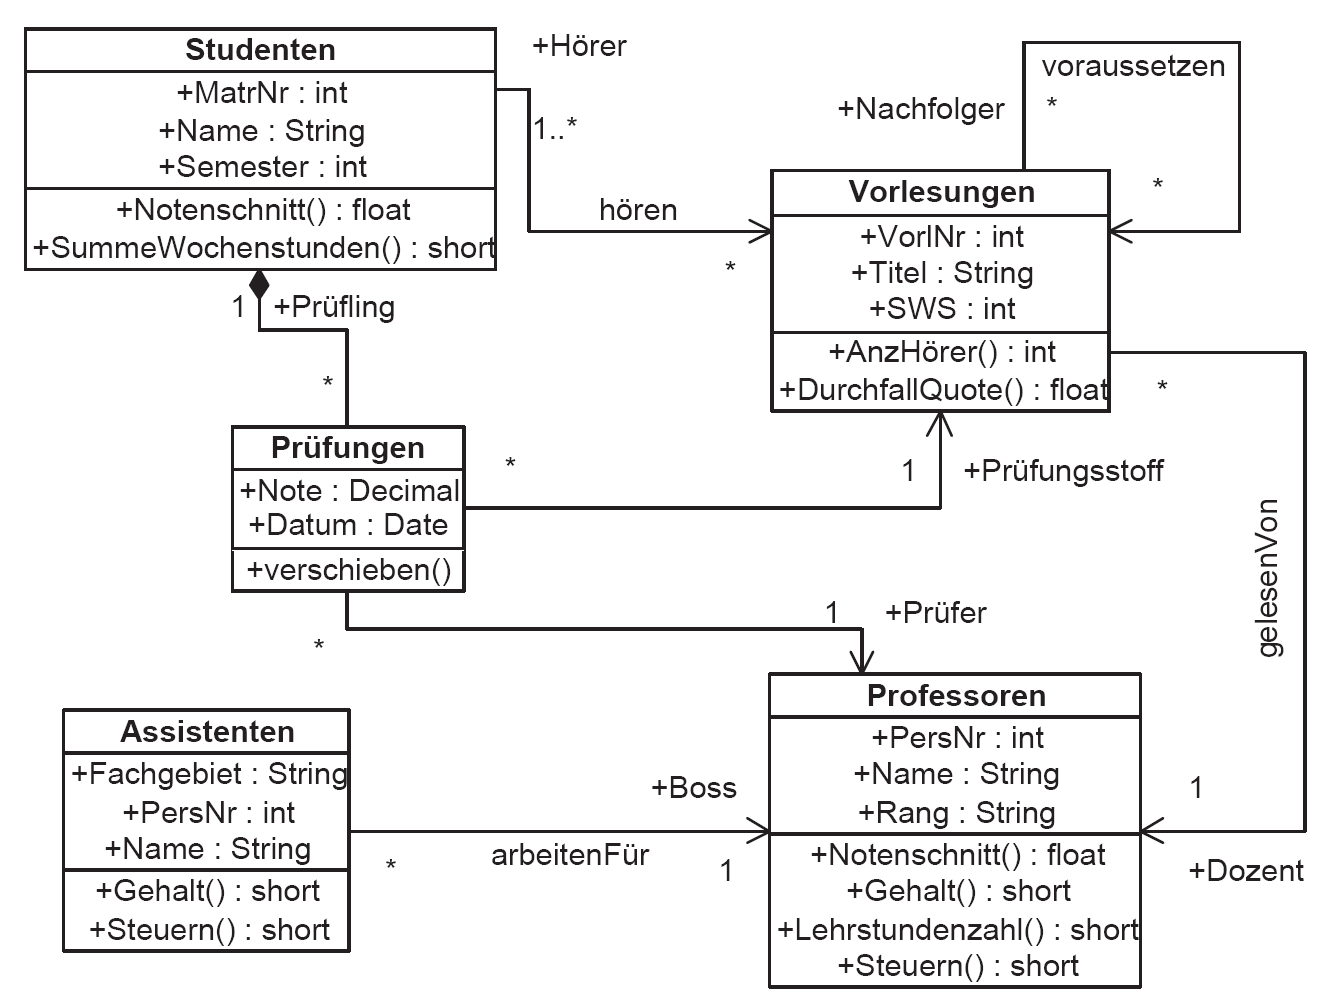 Studenten
+MatrNr : int
+Name : String
+Semester : int
+Notenschnitt() : float
+SummeWochenstunden() : short
+Hörer
1..*
hören
*
voraussetzen
+Nachfolger
*
*
Vorlesungen
+VorlNr : int
+Titel : String
+SWS : int
+AnzHörer() : int
+DurchfallQuote() : float
1
+Prüfling
*
Prüfungen
+Note : Decimal
+Datum : Date
+verschieben()
*
1
+Prüfungsstoff
*
gelesenVon
1
+Dozent
*
1
+Prüfer
Assistenten
+Fachgebiet : String
+PersNr : int
+Name : String
+Gehalt() : short
+Steuern() : short
*
arbeitenFür
+Boss
1
Professoren
+PersNr : int
+Name : String
+Rang : String
+Notenschnitt() : float
+Gehalt() : short
+Lehrstundenzahl() : short
+Steuern() : short